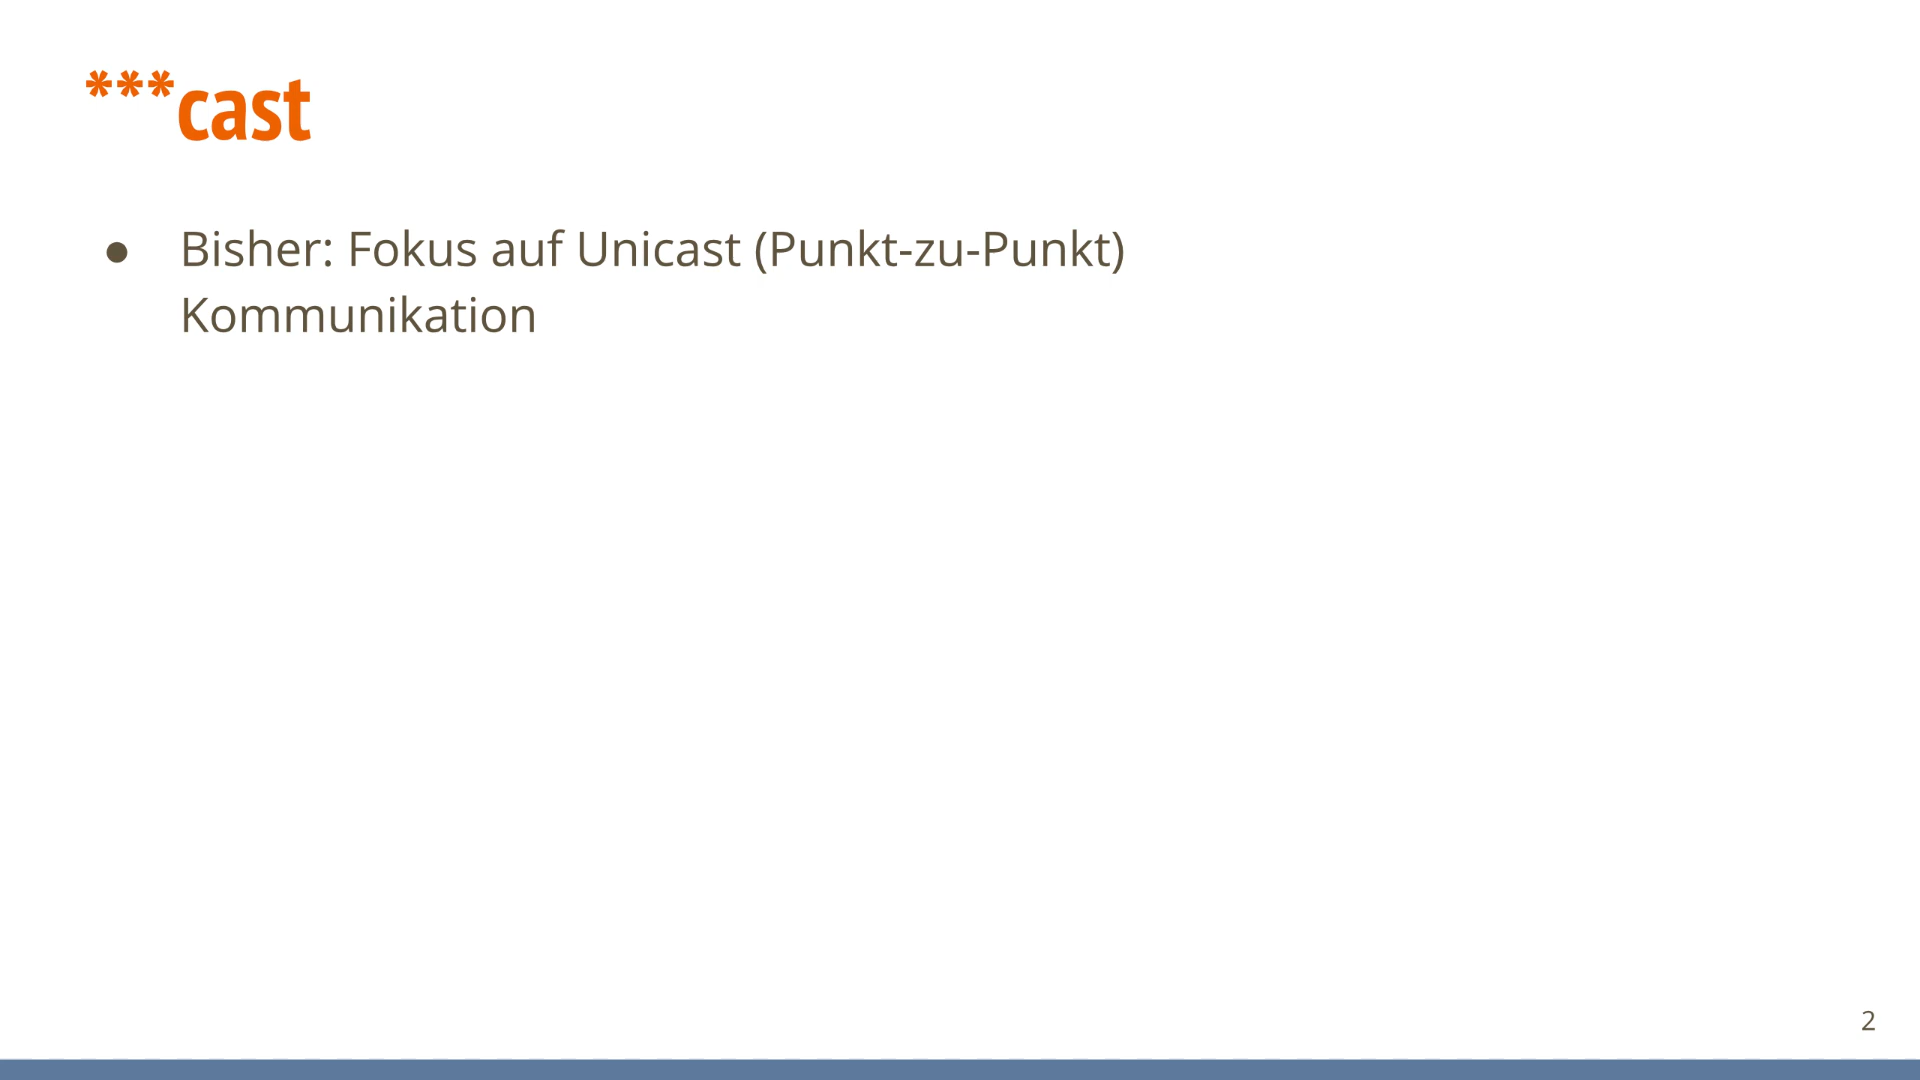 ***cast
● Bisher: Fokus auf Unicast (Punkt-zu-Punkt)
Kommunikation
2